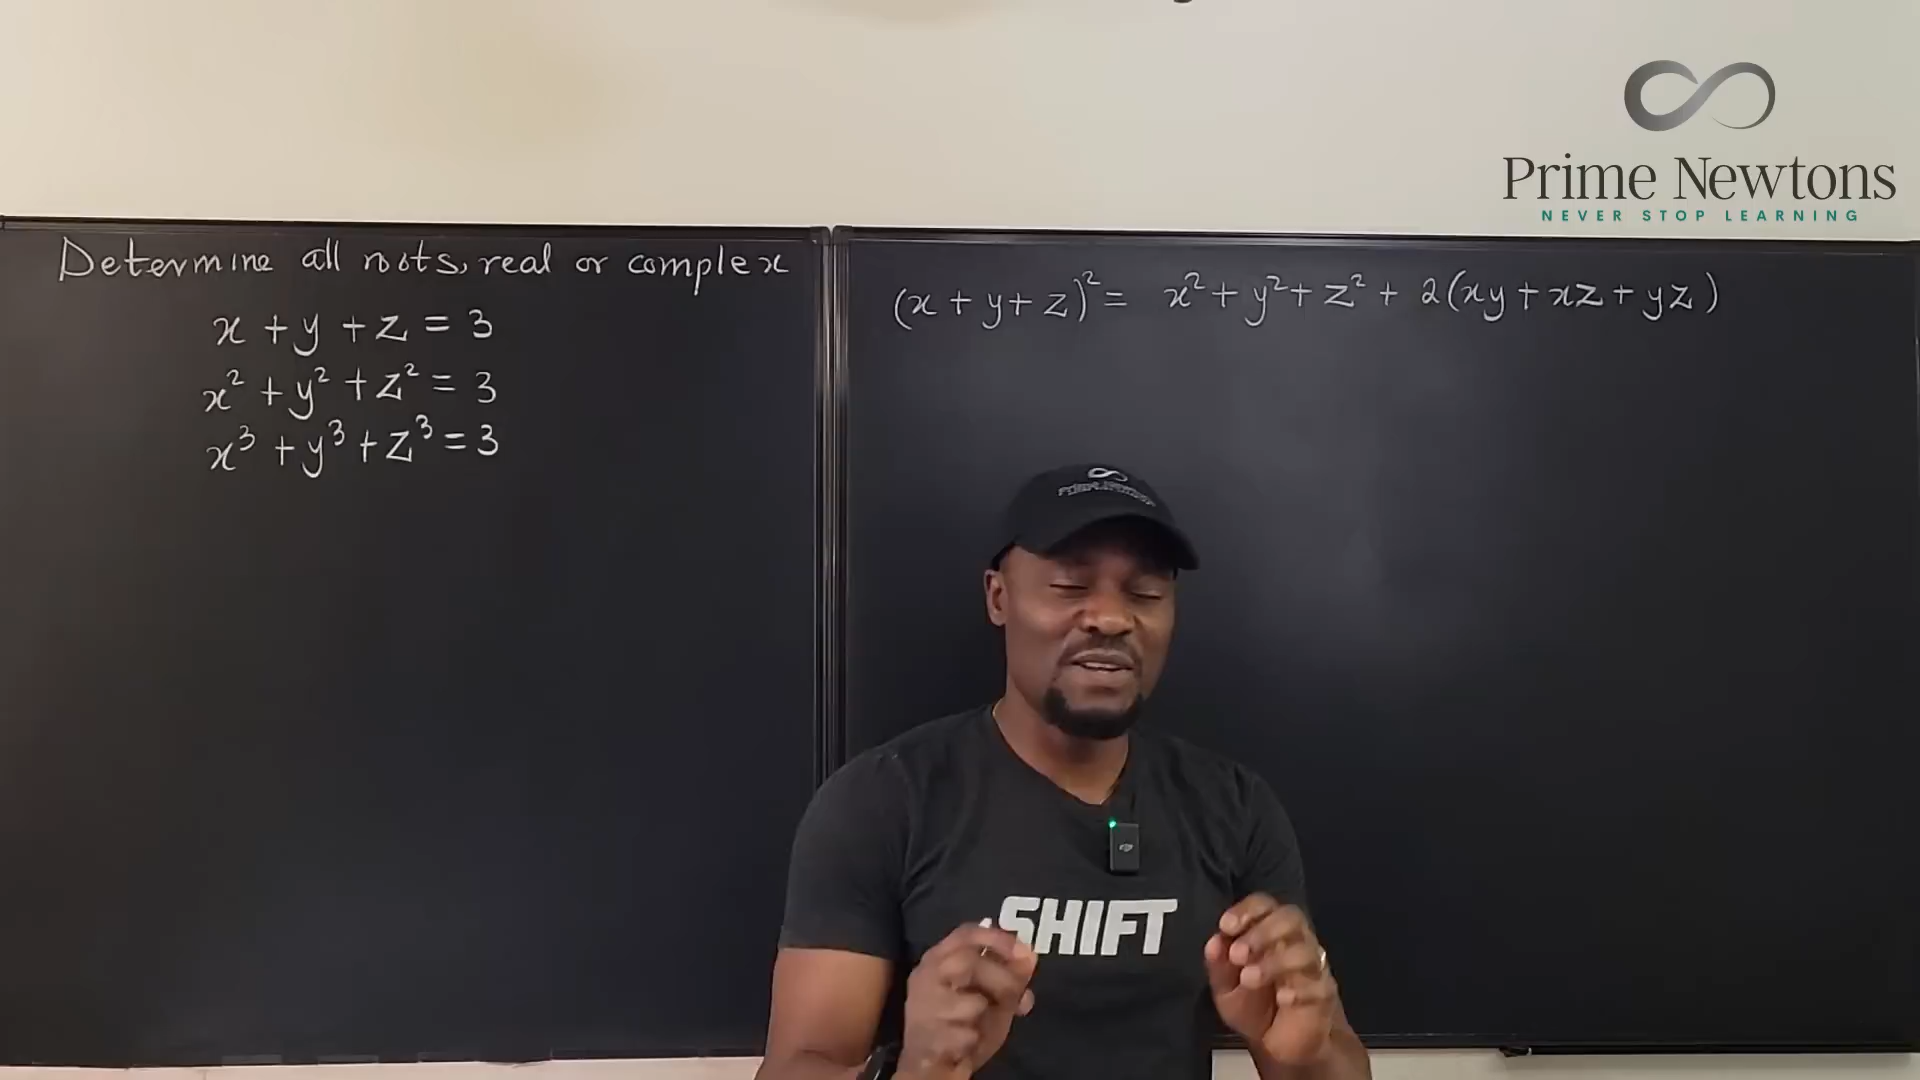 Prime Newtons
NEVER STOP LEARNING
Determine all roots, real or complex
x + y + z = 3
x² + y² + z² = 3
x³ + y³ + z³ = 3
(x + y + z)² = x² + y² + z² + 2(xy + xz + yz)
SHIFT